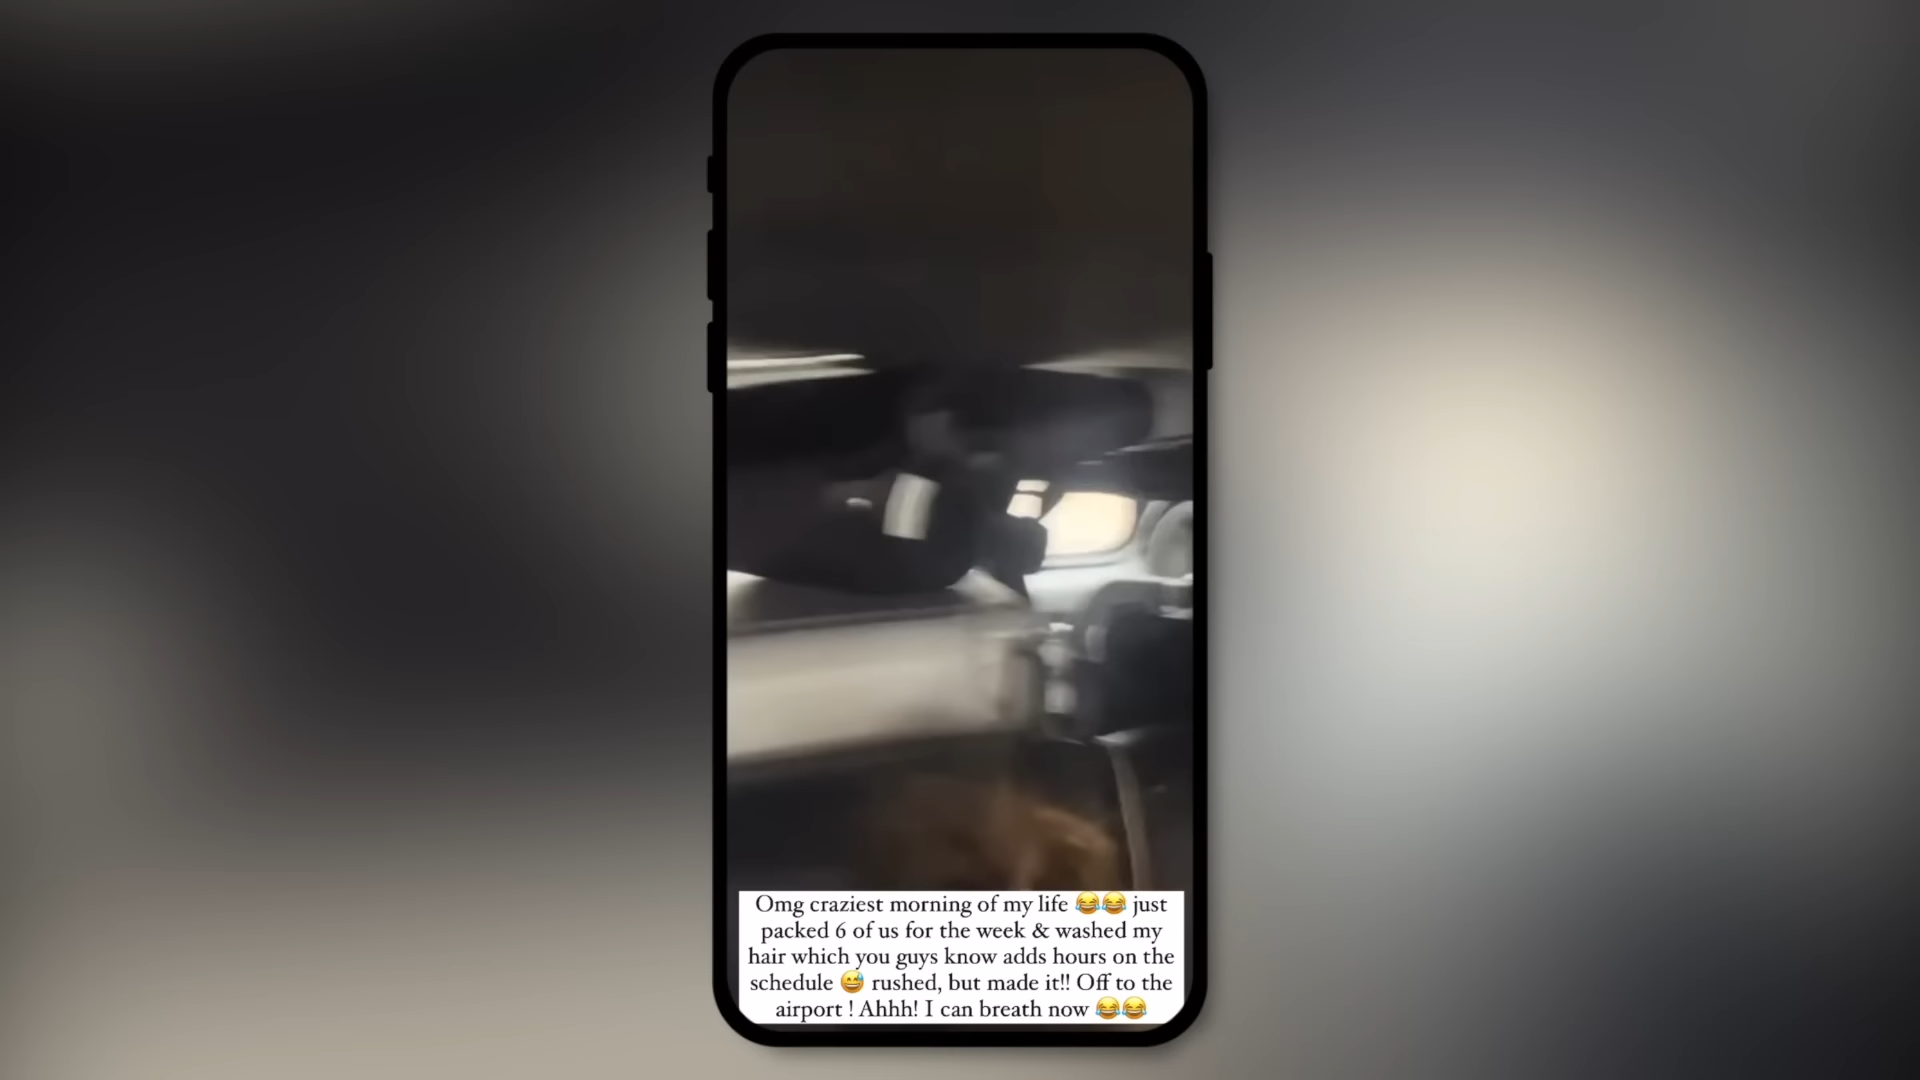 Omg craziest morning of my life 😂😂 just
packed 6 of us for the week & washed my
hair which you guys know adds hours on the
schedule 😅 rushed, but made it!! Off to the
airport ! Ahhh! I can breath now 😂😂